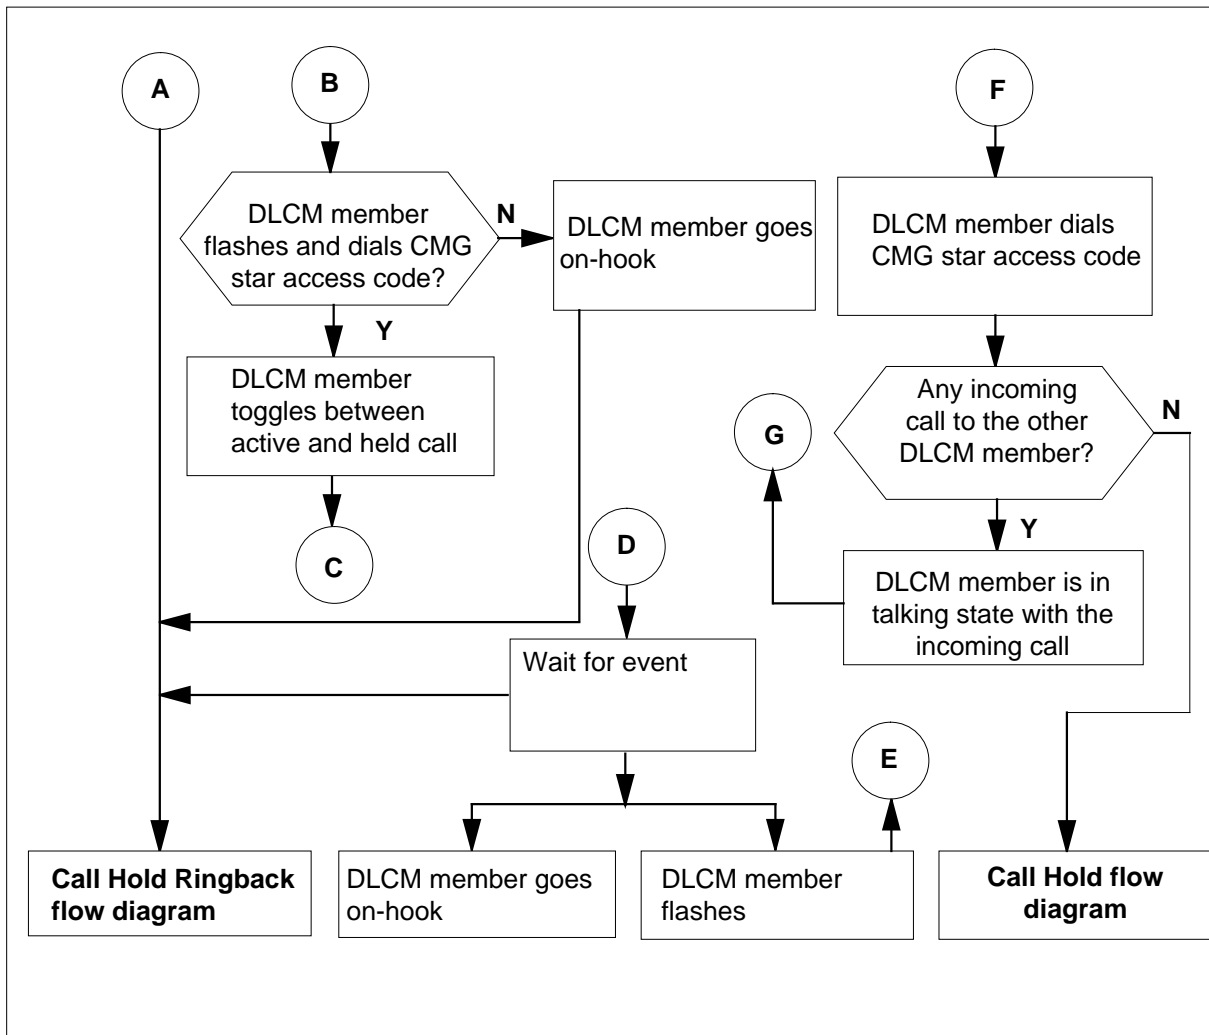 A
B
F
DLCM member
flashes and dials CMG
star access code?
N
DLCM member goes
on-hook
DLCM member dials
CMG star access code
Y
DLCM member
toggles between
active and held call
Any incoming
call to the other
DLCM member?
N
G
C
D
Y
DLCM member is in
talking state with the
incoming call
Wait for event
E
Call Hold Ringback
flow diagram
DLCM member goes
on-hook
DLCM member
flashes
Call Hold flow
diagram